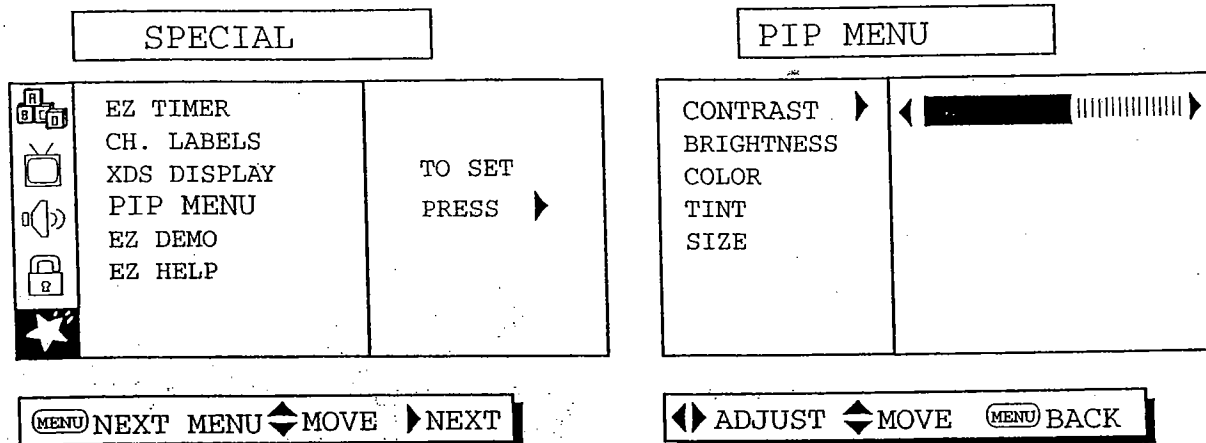 SPECIAL
A
B C D
EZ TIMER
CH. LABELS
XDS DISPLAY
PIP MENU
EZ DEMO
EZ HELP
TO SET
PRESS
MENU NEXT MENU MOVE NEXT
PIP MENU
CONTRAST
BRIGHTNESS
COLOR
TINT
SIZE
ADJUST MOVE MENU BACK